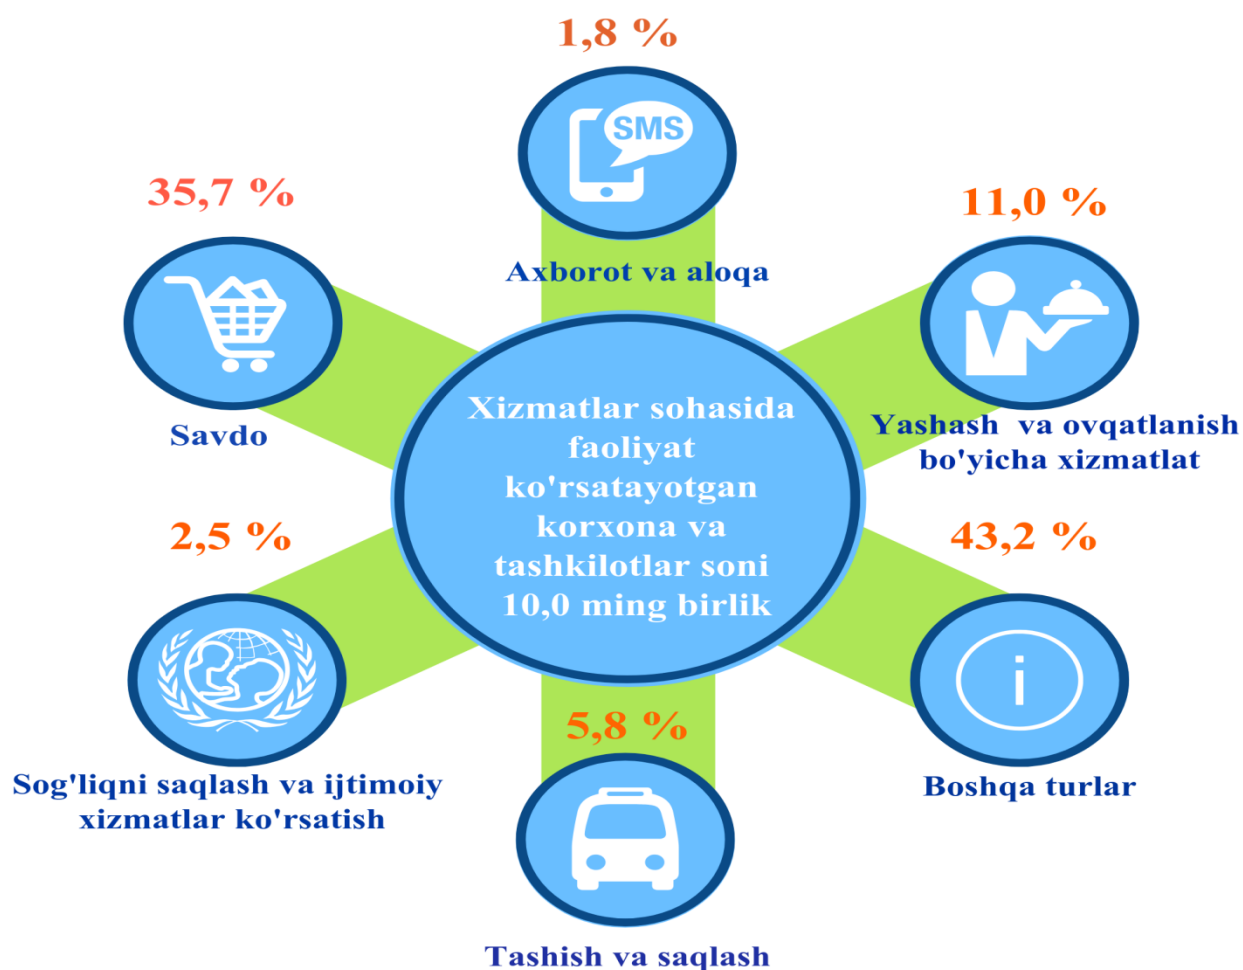 1,8 %
SMS
Axborot va aloqa
35,7 %
Savdo
11,0 %
Yashash va ovqatlanish
bo'yicha xizmatlat
Xizmatlar sohasida
faoliyat
ko'rsatayotgan
korxona va
tashkilotlar soni
10,0 ming birlik
2,5 %
Sog'liqni saqlash va ijtimoiy
xizmatlar ko'rsatish
43,2 %
i
Boshqa turlar
5,8 %
Tashish va saqlash